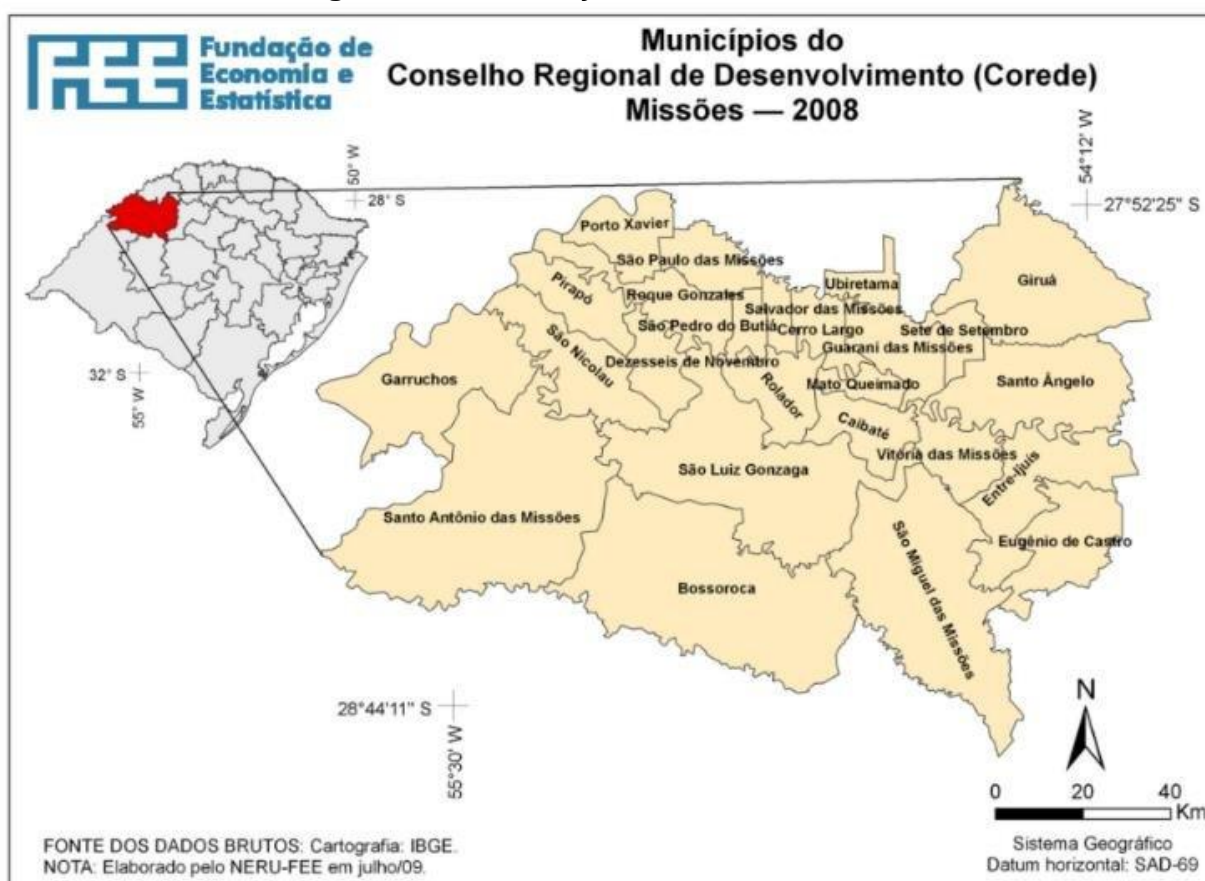 Fundação de
Economia e
Estatística
Municípios do
Conselho Regional de Desenvolvimento (Corede)
Missões — 2008
50° W
28° S
32° S
55° W
54°12' W
27°52'25" S
Porto Xavier
São Paulo das Missões
Pirapó
Roque Gonzales
Ubiretama
Giruá
Salvador das Missões
São Pedro do Butiá
Cerro Largo
Sete de Setembro
Guarani das Missões
São Nicolau
Dezesseis de Novembro
Garruchos
Rolador
Mato Queimado
Santo Ângelo
Caibaté
Vitória das Missões
São Luiz Gonzaga
Entre-Ijuís
Santo Antônio das Missões
Eugênio de Castro
São Miguel das Missões
Bossoroca
28°44'11" S
55°30' W
N
0 20 40
Km
Sistema Geográfico
Datum horizontal: SAD-69
FONTE DOS DADOS BRUTOS: Cartografia: IBGE.
NOTA: Elaborado pelo NERU-FEE em julho/09.